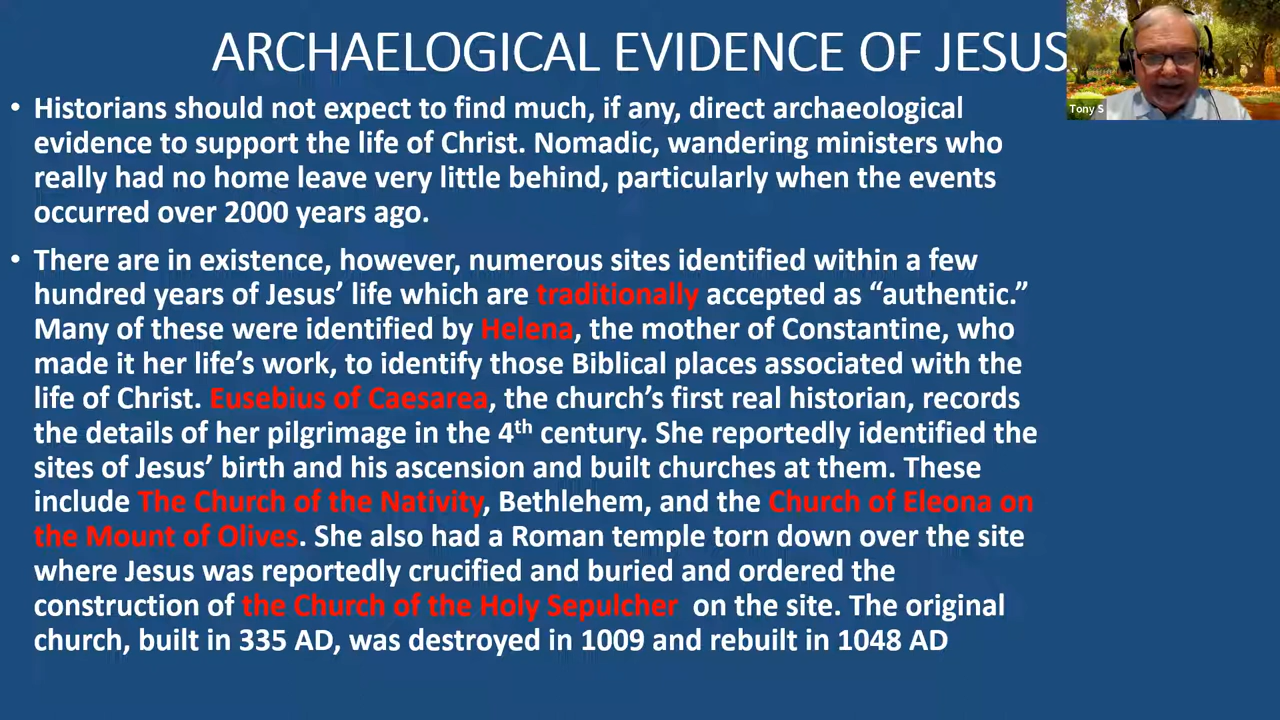 ARCHAELOGICAL EVIDENCE OF JESUS
Tony S
• Historians should not expect to find much, if any, direct archaeological
evidence to support the life of Christ. Nomadic, wandering ministers who
really had no home leave very little behind, particularly when the events
occurred over 2000 years ago.
• There are in existence, however, numerous sites identified within a few
hundred years of Jesus’ life which are traditionally accepted as “authentic.”
Many of these were identified by Helena, the mother of Constantine, who
made it her life’s work, to identify those Biblical places associated with the
life of Christ. Eusebius of Caesarea, the church’s first real historian, records
the details of her pilgrimage in the 4th century. She reportedly identified the
sites of Jesus’ birth and his ascension and built churches at them. These
include The Church of the Nativity, Bethlehem, and the Church of Eleona on
the Mount of Olives. She also had a Roman temple torn down over the site
where Jesus was reportedly crucified and buried and ordered the
construction of the Church of the Holy Sepulcher on the site. The original
church, built in 335 AD, was destroyed in 1009 and rebuilt in 1048 AD